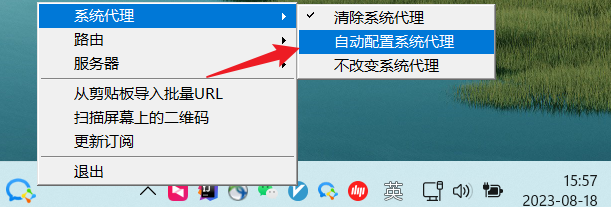 系统代理
清除系统代理
路由
自动配置系统代理
服务器
不改变系统代理
从剪贴板导入批量URL
扫描屏幕上的二维码
更新订阅
退出
英
15:57
2023-08-18